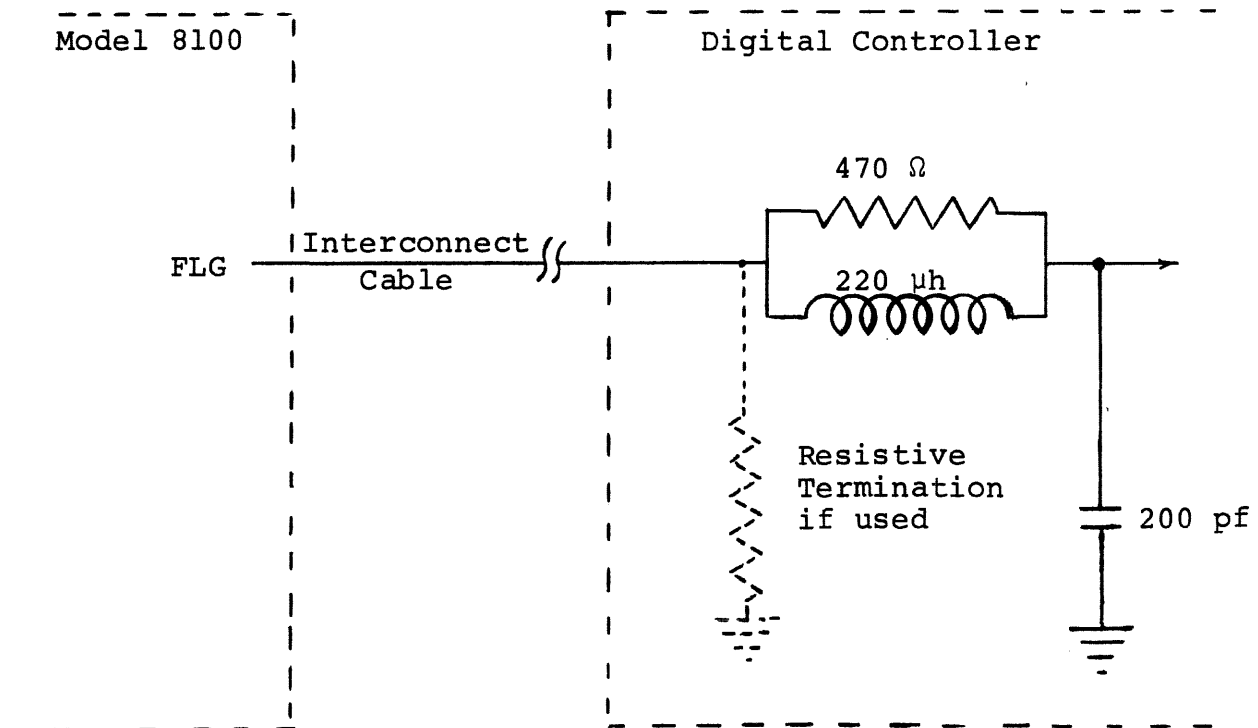 Model 8100
Digital Controller
470 Ω
Interconnect
FLG
Cable
220 μh
Resistive
Termination
if used
200 pf